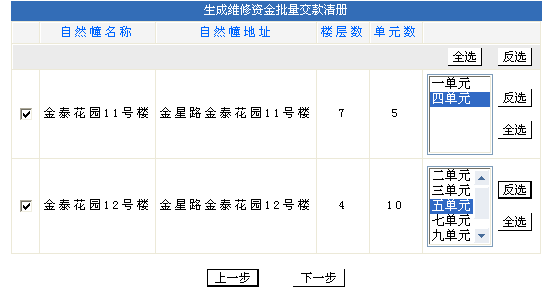 生成维修资金批量交款清册
自然幢名称 自然幢地址 楼层数 单元数
全选 反选
金泰花园11号楼 金星路金泰花园11号楼 7 5
一单元
四单元
反选
全选
金泰花园12号楼 金星路金泰花园12号楼 4 10
二单元
三单元
五单元
七单元
九单元
反选
全选
上一步 下一步